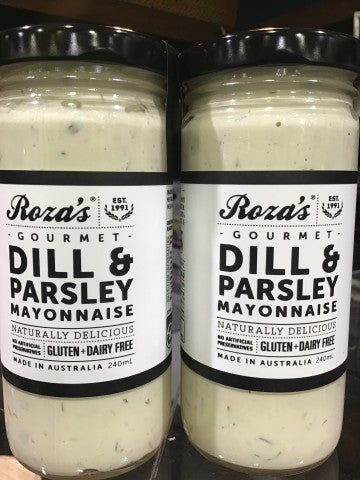 Roza's®
EST. 1991
- GOURMET -
DILL &
PARSLEY
MAYONNAISE
NATURALLY DELICIOUS
NO ARTIFICIAL PRESERVATIVES GLUTEN + DAIRY FREE
MADE IN AUSTRALIA 240mL
Roza's®
EST. 1991
- GOURMET -
DILL &
PARSLEY
MAYONNAISE
NATURALLY DELICIOUS
NO ARTIFICIAL PRESERVATIVES GLUTEN + DAIRY FREE
MADE IN AUSTRALIA 240mL